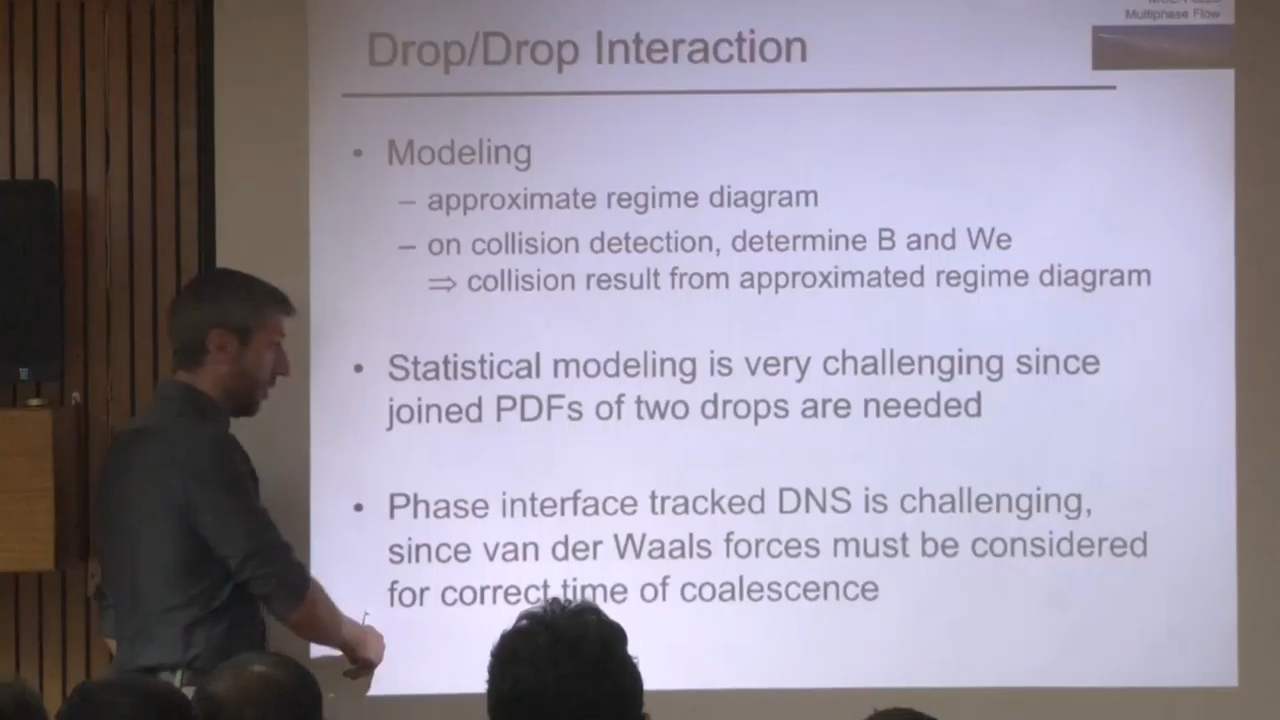 Multiphase Flow
Drop/Drop Interaction
• Modeling
– approximate regime diagram
– on collision detection, determine B and We
⇒ collision result from approximated regime diagram
• Statistical modeling is very challenging since
joined PDFs of two drops are needed
• Phase interface tracked DNS is challenging,
since van der Waals forces must be considered
for correct time of coalescence